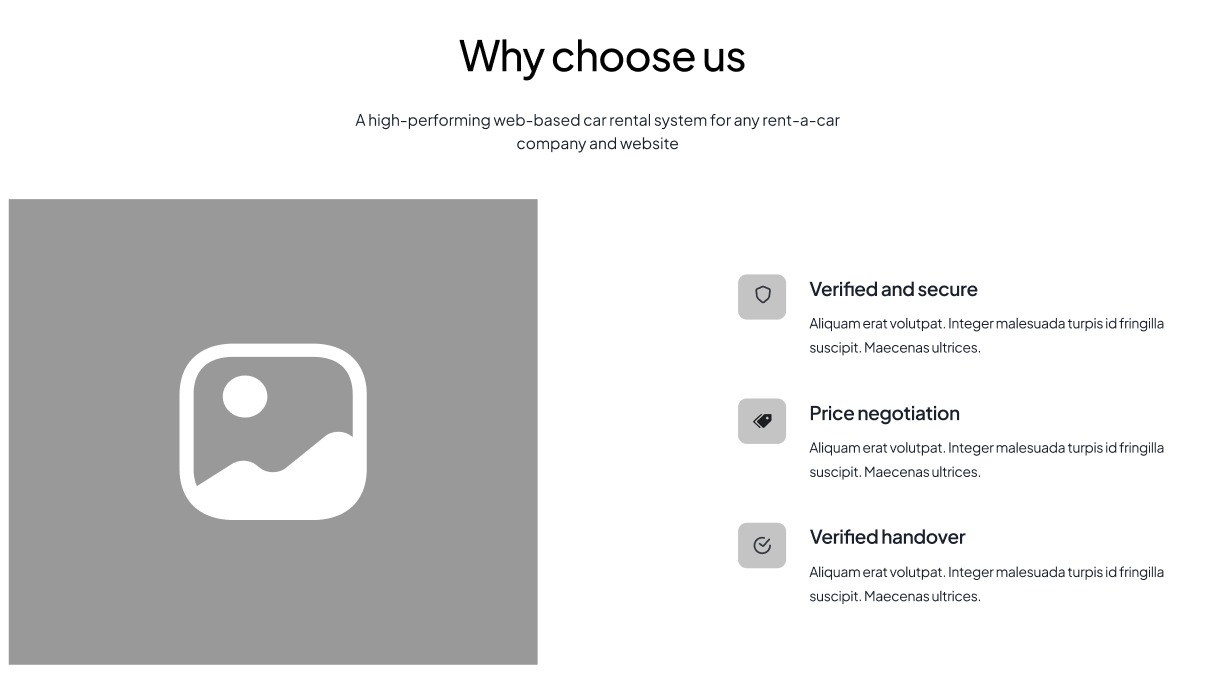 Why choose us
A high-performing web-based car rental system for any rent-a-car
company and website
Verified and secure
Aliquam erat volutpat. Integer malesuada turpis id fringilla
suscipit. Maecenas ultrices.
Price negotiation
Aliquam erat volutpat. Integer malesuada turpis id fringilla
suscipit. Maecenas ultrices.
Verified handover
Aliquam erat volutpat. Integer malesuada turpis id fringilla
suscipit. Maecenas ultrices.